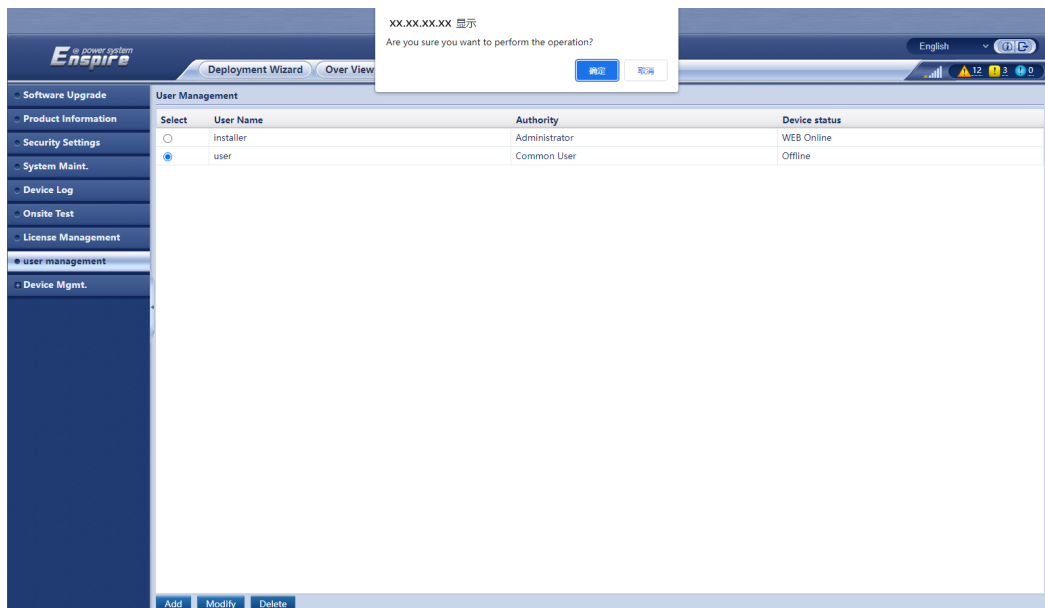 XX.XX.XX.XX 显示
Are you sure you want to perform the operation?
确定 取消
e power system
Enspire
English
Deployment Wizard Over View
12 3 0
Software Upgrade
Product Information
Security Settings
System Maint.
Device Log
Onsite Test
License Management
user management
Device Mgmt.
User Management
Select User Name Authority Device status
installer Administrator WEB Online
user Common User Offline
Add Modify Delete